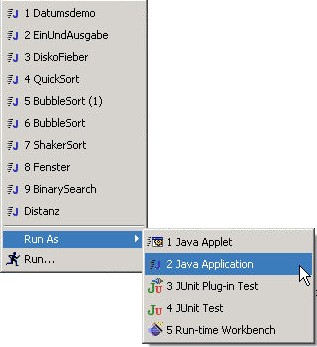 1 Datumsdemo
2 EinUndAusgabe
3 DiskoFieber
4 QuickSort
5 BubbleSort (1)
6 BubbleSort
7 ShakerSort
8 Fenster
9 BinarySearch
Distanz
Run As
Run...
1 Java Applet
2 Java Application
3 JUnit Plug-in Test
4 JUnit Test
5 Run-time Workbench